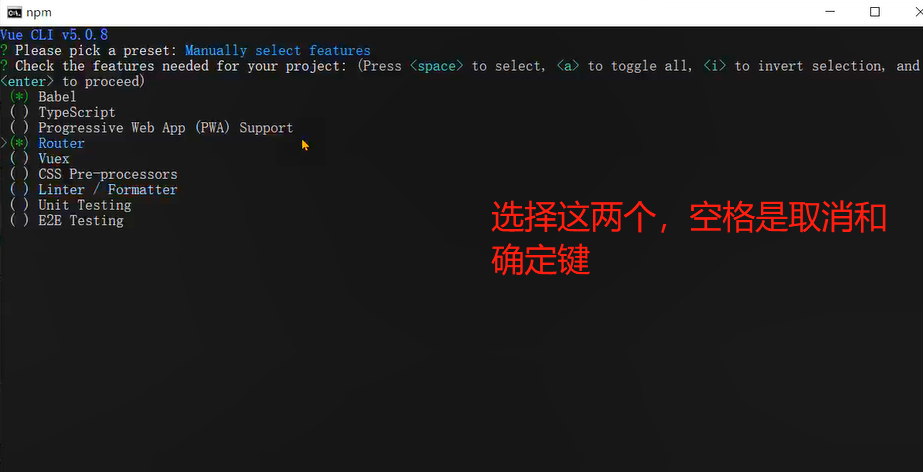 npm
Vue CLI v5.0.8
? Please pick a preset: Manually select features
? Check the features needed for your project: (Press <space> to select, <a> to toggle all, <i> to invert selection, and
<enter> to proceed)
(*) Babel
( ) TypeScript
( ) Progressive Web App (PWA) Support
>(*) Router
( ) Vuex
( ) CSS Pre-processors
( ) Linter / Formatter
( ) Unit Testing
( ) E2E Testing
选择这两个，空格是取消和
确定键